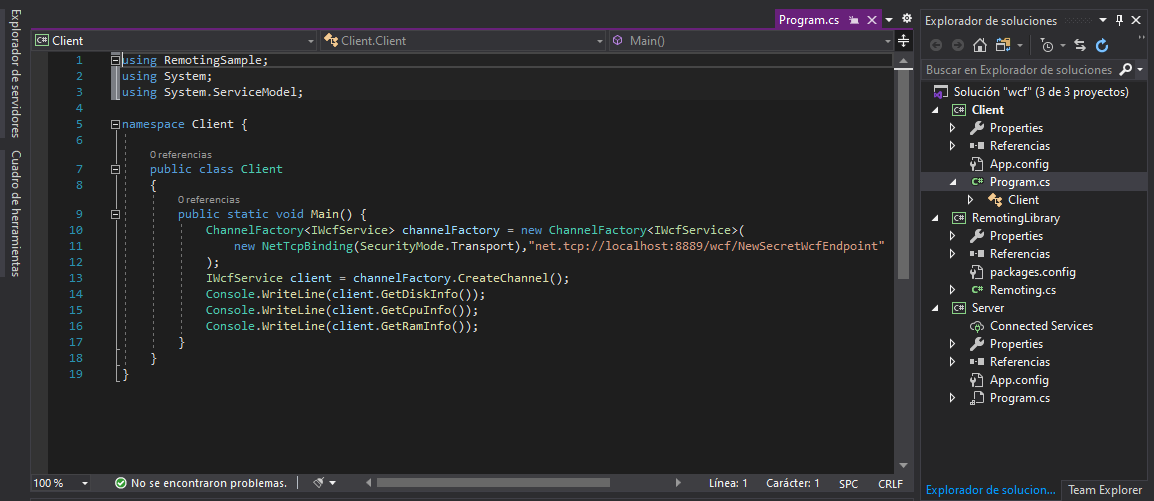 Explorador de servidores
Cuadro de herramientas
Program.cs
C# Client
Client.Client
Main()
1 using RemotingSample;
2 using System;
3 using System.ServiceModel;
4
5 namespace Client {
6
0 referencias
7 public class Client
8 {
0 referencias
9 public static void Main() {
10 ChannelFactory<IWcfService> channelFactory = new ChannelFactory<IWcfService>(
11 new NetTcpBinding(SecurityMode.Transport),"net.tcp://localhost:8889/wcf/NewSecretWcfEndpoint"
12 );
13 IWcfService client = channelFactory.CreateChannel();
14 Console.WriteLine(client.GetDiskInfo());
15 Console.WriteLine(client.GetCpuInfo());
16 Console.WriteLine(client.GetRamInfo());
17 }
18 }
19 }
100 %
No se encontraron problemas.
Línea: 1
Carácter: 1
SPC
CRLF
Explorador de soluciones
Buscar en Explorador de soluciones
Solución "wcf" (3 de 3 proyectos)
C# Client
Properties
Referencias
App.config
C# Program.cs
Client
C# RemotingLibrary
Properties
Referencias
packages.config
C# Remoting.cs
C# Server
Connected Services
Properties
Referencias
App.config
Program.cs
Explorador de solucion...
Team Explorer